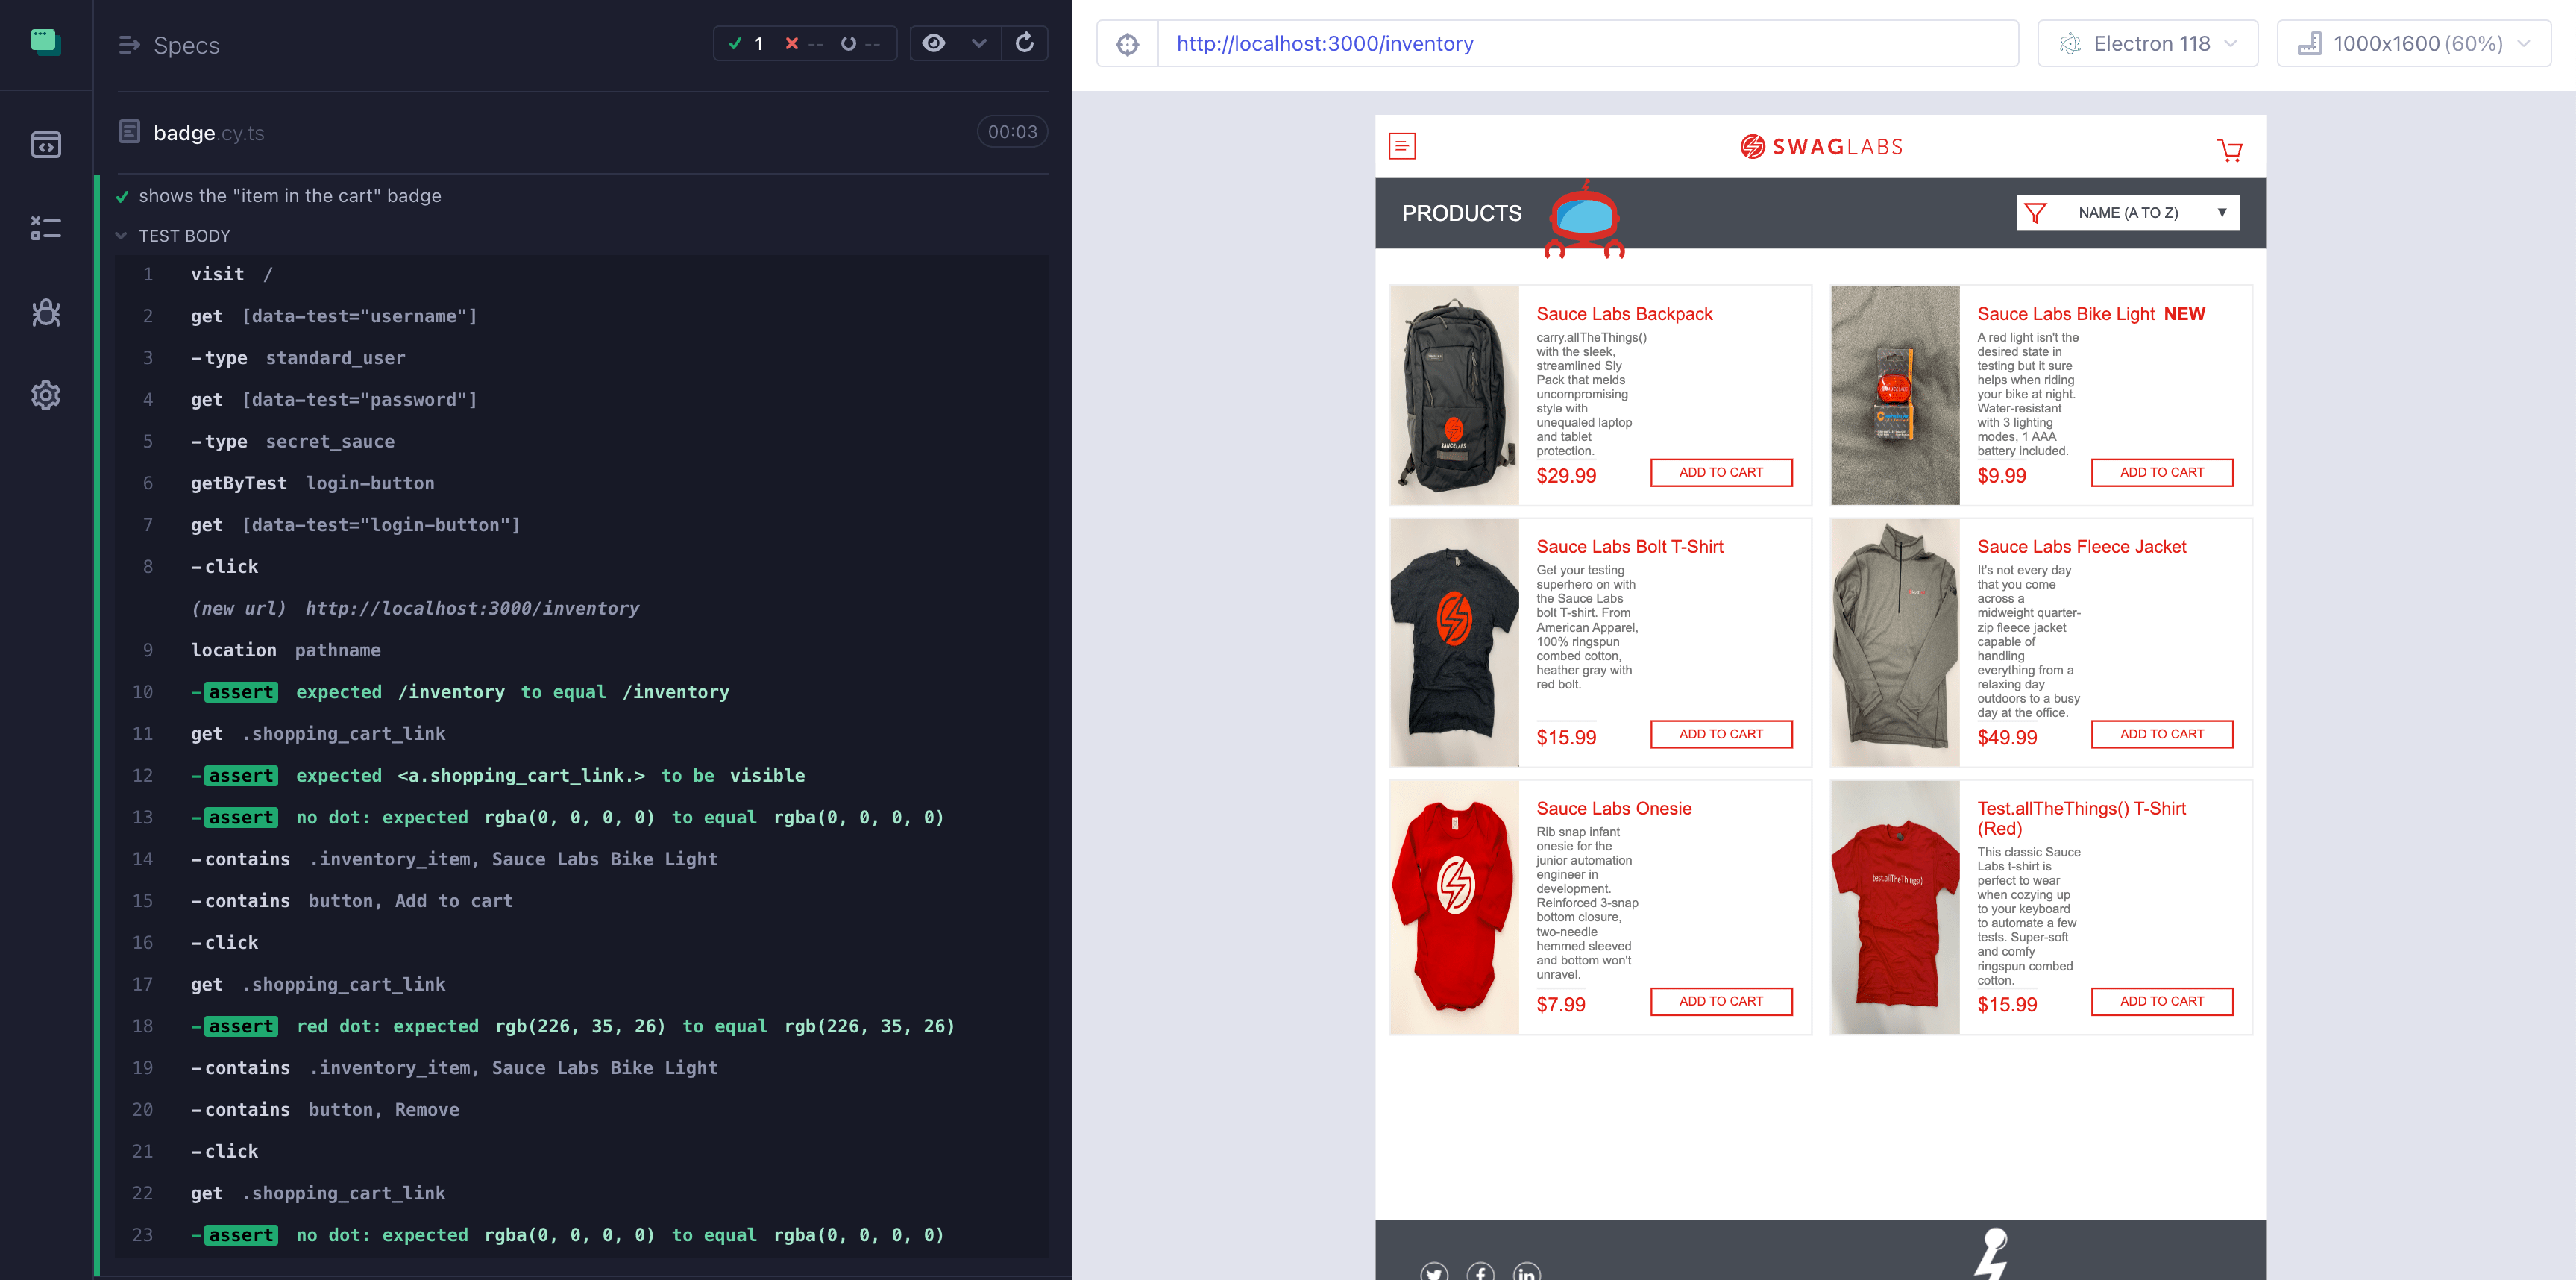 Specs
1 -- --
badge.cy.ts
00:03
shows the "item in the cart" badge
TEST BODY
1 visit /
2 get [data-test="username"]
3 -type standard_user
4 get [data-test="password"]
5 -type secret_sauce
6 getByTest login-button
7 get [data-test="login-button"]
8 -click
(new url) http://localhost:3000/inventory
9 location pathname
10 -assert expected /inventory to equal /inventory
11 get .shopping_cart_link
12 -assert expected <a.shopping_cart_link.> to be visible
13 -assert no dot: expected rgba(0, 0, 0, 0) to equal rgba(0, 0, 0, 0)
14 -contains .inventory_item, Sauce Labs Bike Light
15 -contains button, Add to cart
16 -click
17 get .shopping_cart_link
18 -assert red dot: expected rgb(226, 35, 26) to equal rgb(226, 35, 26)
19 -contains .inventory_item, Sauce Labs Bike Light
20 -contains button, Remove
21 -click
22 get .shopping_cart_link
23 -assert no dot: expected rgba(0, 0, 0, 0) to equal rgba(0, 0, 0, 0)
http://localhost:3000/inventory
Electron 118
1000x1600 (60%)
SWAGLABS
PRODUCTS
NAME (A TO Z)
Sauce Labs Backpack
carry.allTheThings()
with the sleek,
streamlined Sly
Pack that melds
uncompromising
style with
unequaled laptop
and tablet
protection.
$29.99
ADD TO CART
SAUCELABS
Sauce Labs Bike Light NEW
A red light isn't the
desired state in
testing but it sure
helps when riding
your bike at night.
Water-resistant
with 3 lighting
modes, 1 AAA
battery included.
$9.99
ADD TO CART
Sauce Labs Bolt T-Shirt
Get your testing
superhero on with
the Sauce Labs
bolt T-shirt. From
American Apparel,
100% ringspun
combed cotton,
heather gray with
red bolt.
$15.99
ADD TO CART
Sauce Labs Fleece Jacket
It's not every day
that you come
across a
midweight quarter-
zip fleece jacket
capable of
handling
everything from a
relaxing day
outdoors to a busy
day at the office.
$49.99
ADD TO CART
Sauce Labs Onesie
Rib snap infant
onesie for the
junior automation
engineer in
development.
Reinforced 3-snap
bottom closure,
two-needle
hemmed sleeved
and bottom won't
unravel.
$7.99
ADD TO CART
Test.allTheThings() T-Shirt
(Red)
This classic Sauce
Labs t-shirt is
perfect to wear
when cozying up
to your keyboard
to automate a few
tests. Super-soft
and comfy
ringspun combed
cotton.
$15.99
ADD TO CART
test.allTheThings()